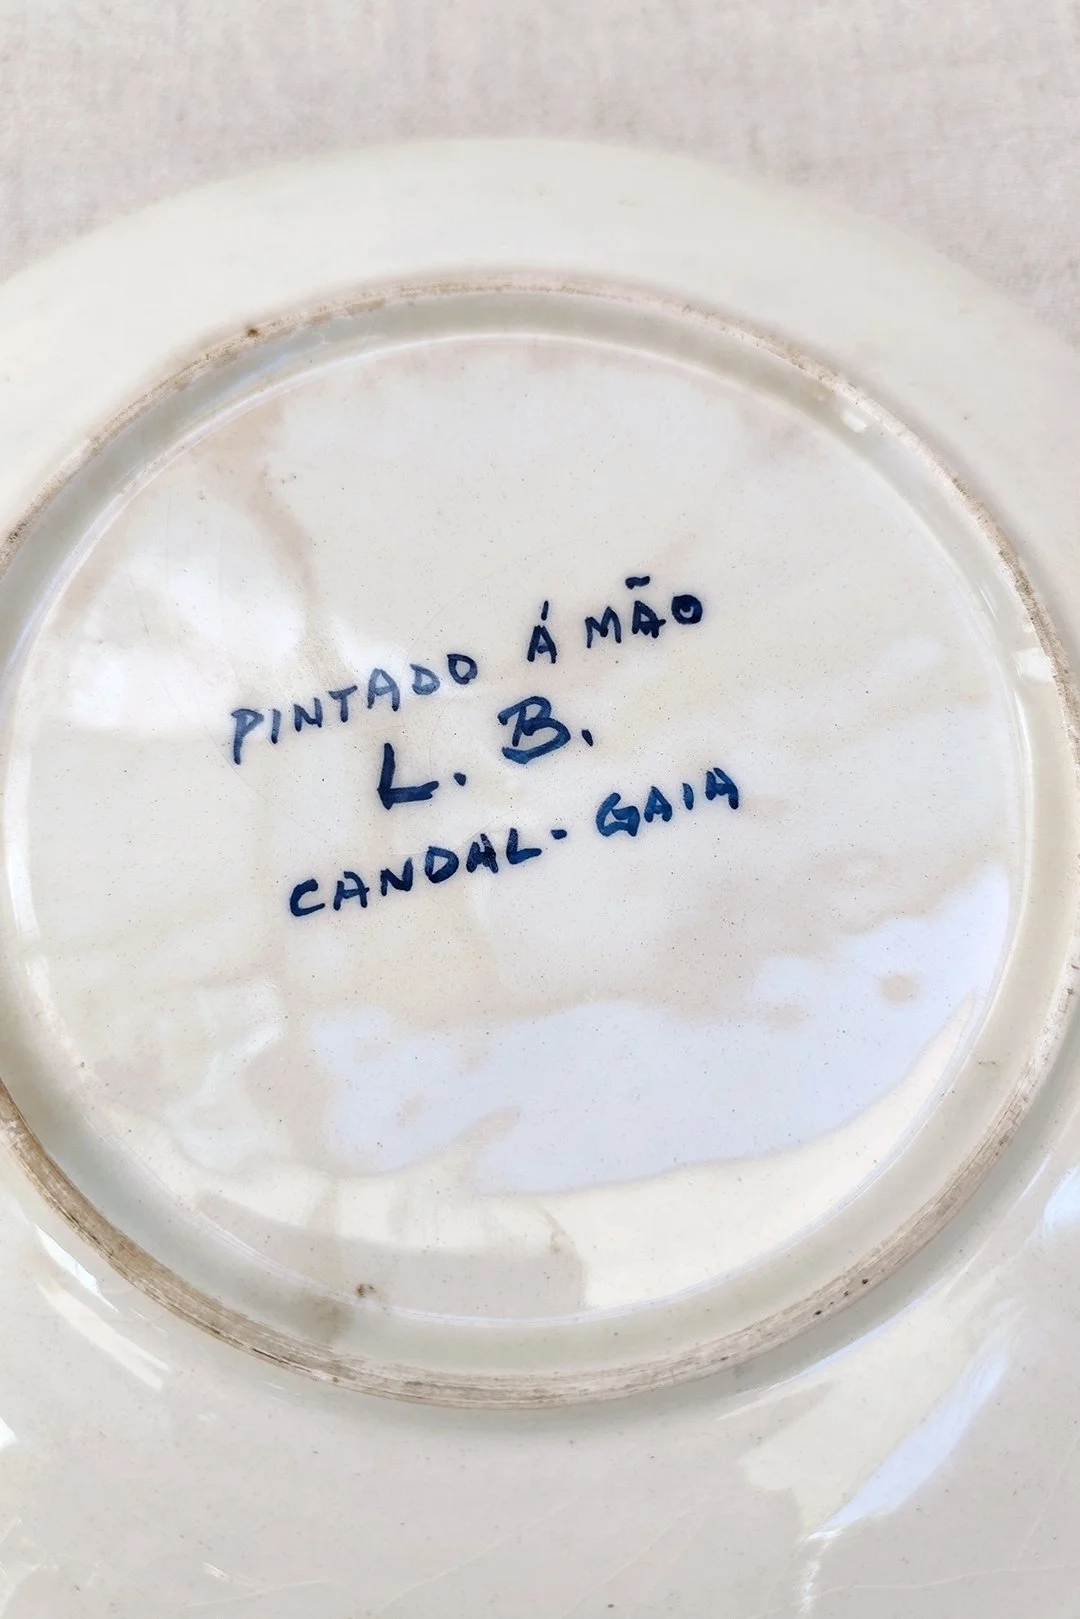 PINTADO Á MÃO
L. B.
CANDAL - GAIA